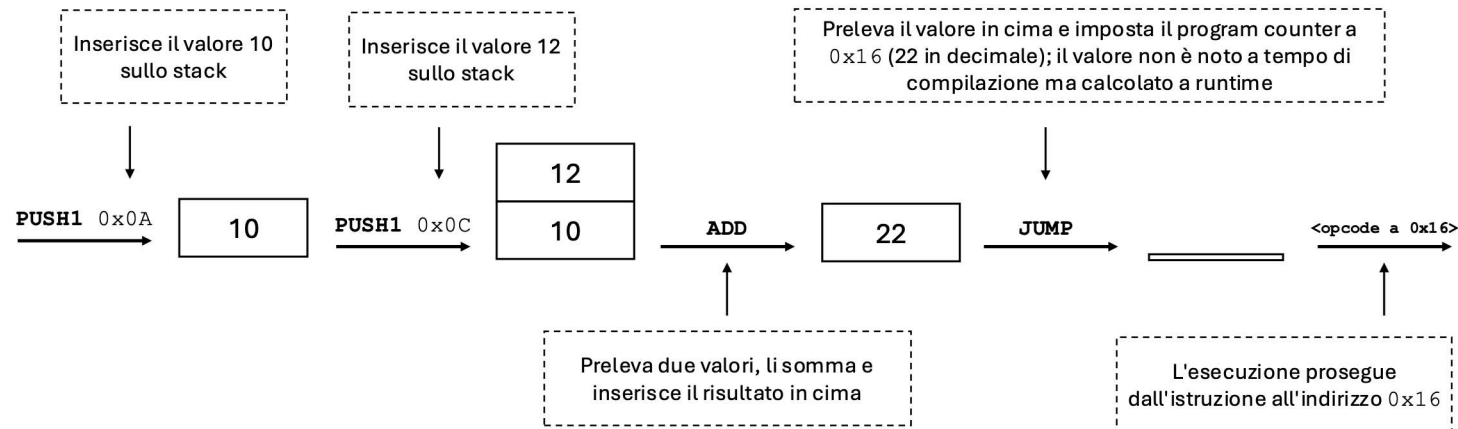 Inserisce il valore 10
sullo stack
Inserisce il valore 12
sullo stack
Preleva il valore in cima e imposta il program counter a
0x16 (22 in decimale); il valore non è noto a tempo di
compilazione ma calcolato a runtime
PUSH1 0x0A
10
PUSH1 0x0C
12
10
ADD
22
JUMP
<opcode a 0x16>
Preleva due valori, li somma e
inserisce il risultato in cima
L'esecuzione prosegue
dall'istruzione all'indirizzo 0x16